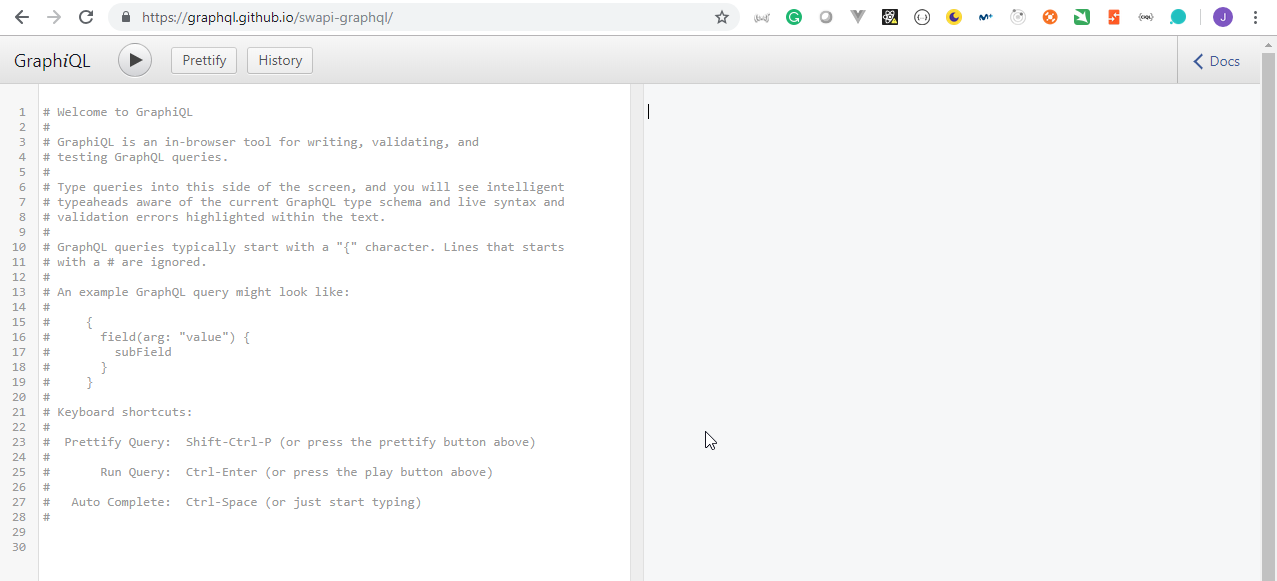 https://graphql.github.io/swapi-graphql/
J
GraphiQL
Prettify
History
Docs
1 # Welcome to GraphiQL
2 #
3 # GraphiQL is an in-browser tool for writing, validating, and
4 # testing GraphQL queries.
5 #
6 # Type queries into this side of the screen, and you will see intelligent
7 # typeaheads aware of the current GraphQL type schema and live syntax and
8 # validation errors highlighted within the text.
9 #
10 # GraphQL queries typically start with a "{" character. Lines that starts
11 # with a # are ignored.
12 #
13 # An example GraphQL query might look like:
14 #
15 #     {
16 #       field(arg: "value") {
17 #         subField
18 #       }
19 #     }
20 #
21 # Keyboard shortcuts:
22 #
23 #  Prettify Query:  Shift-Ctrl-P (or press the prettify button above)
24 #
25 #       Run Query:  Ctrl-Enter (or press the play button above)
26 #
27 #   Auto Complete:  Ctrl-Space (or just start typing)
28 #
29
30